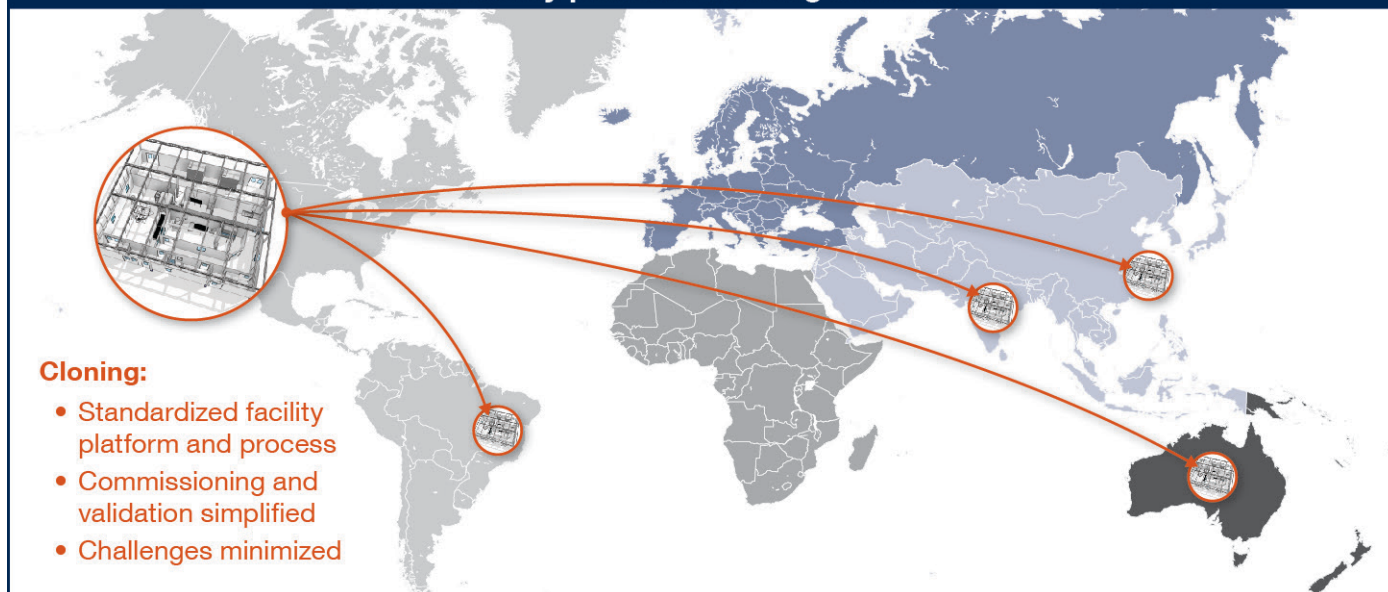 Cloning:
• Standardized facility
platform and process
• Commissioning and
validation simplified
• Challenges minimized